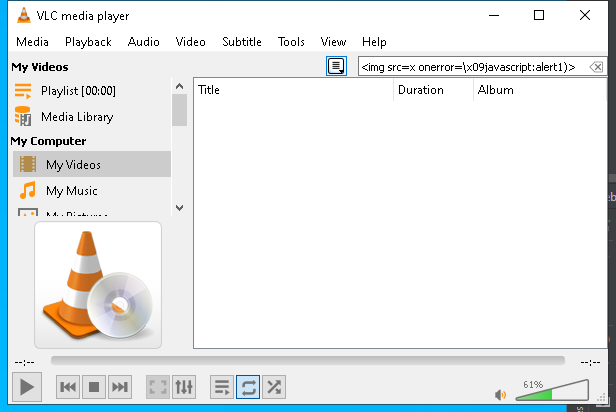 VLC media player
Media Playback Audio Video Subtitle Tools View Help
My Videos
<img src=x onerror=\x09javascript:alert1)>
Playlist [00:00]
Media Library
My Computer
My Videos
My Music
My Pictures
Title Duration Album
--:--
--:--
61%